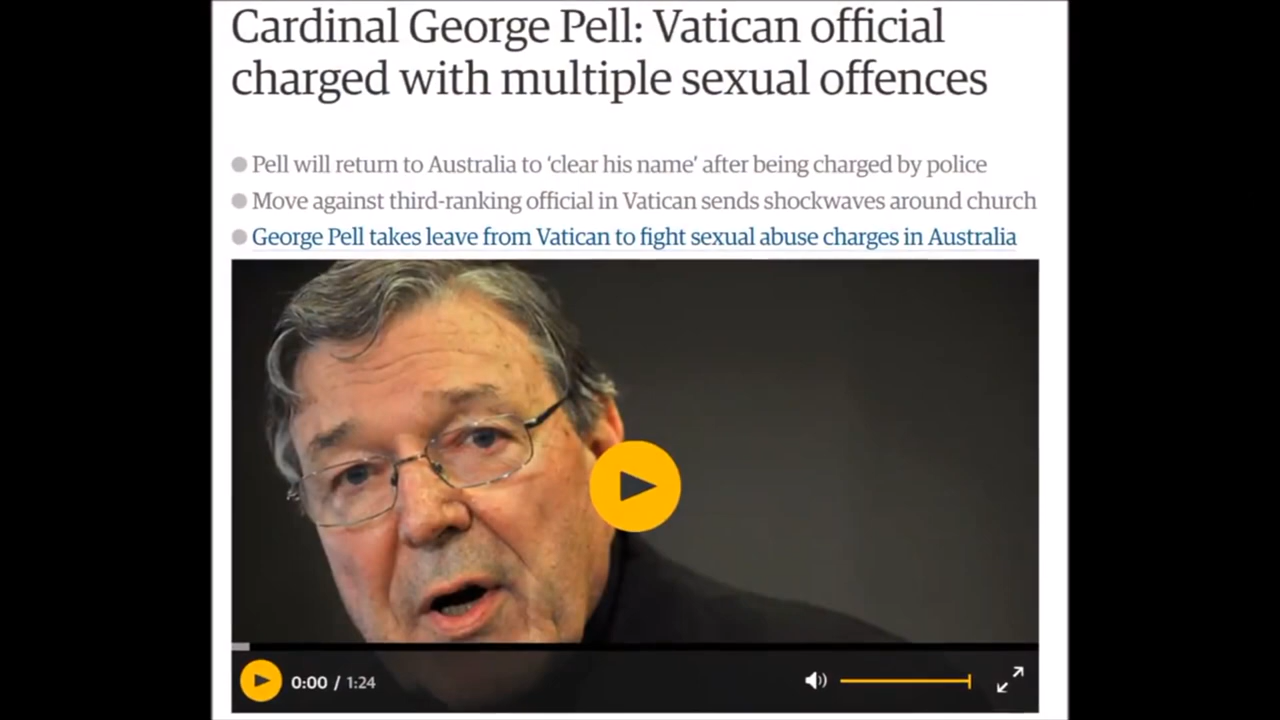 Cardinal George Pell: Vatican official
charged with multiple sexual offences
Pell will return to Australia to ‘clear his name’ after being charged by police
Move against third-ranking official in Vatican sends shockwaves around church
George Pell takes leave from Vatican to fight sexual abuse charges in Australia
0:00 / 1:24